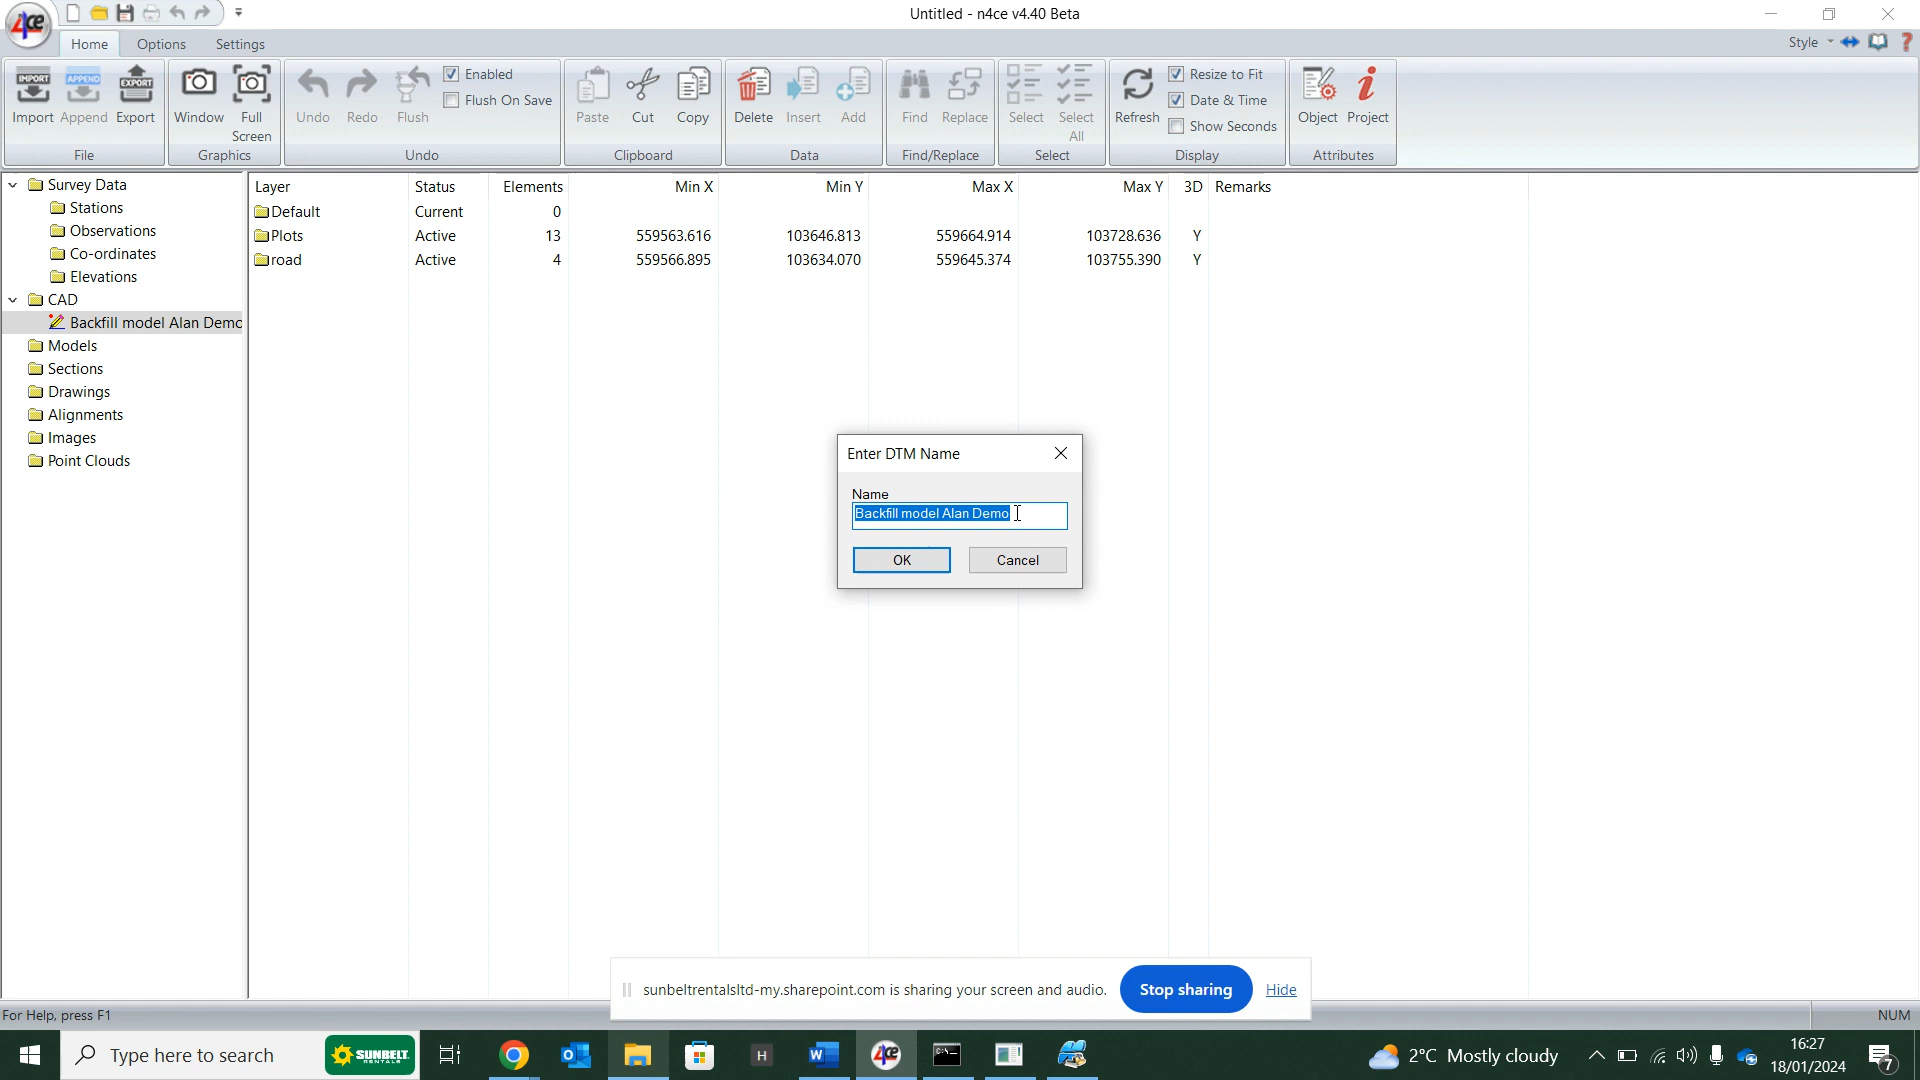 Untitled - n4ce v4.40 Beta
4ce
Home Options Settings
Style
IMPORT APPEND EXPORT
Import Append Export
Window Full Screen
Undo Redo Flush
Enabled
Flush On Save
Paste Cut Copy
Delete Insert Add
Find Replace
Select Select All
Refresh
Resize to Fit
Date & Time
Show Seconds
Object Project
File Graphics Undo Clipboard Data Find/Replace Select Display Attributes
Survey Data
Stations
Observations
Co-ordinates
Elevations
CAD
Backfill model Alan Demo
Models
Sections
Drawings
Alignments
Images
Point Clouds
Layer Status Elements Min X Min Y Max X Max Y 3D Remarks
Default Current 0
Plots Active 13 559563.616 103646.813 559664.914 103728.636 Y
road Active 4 559566.895 103634.070 559645.374 103755.390 Y
Enter DTM Name
Name
Backfill model Alan Demo
OK Cancel
sunbeltrentalsltd-my.sharepoint.com is sharing your screen and audio. Stop sharing Hide
For Help, press F1
NUM
Type here to search
SUNBELT RENTALS
H
W
4ce
2°C Mostly cloudy
16:27
18/01/2024
7